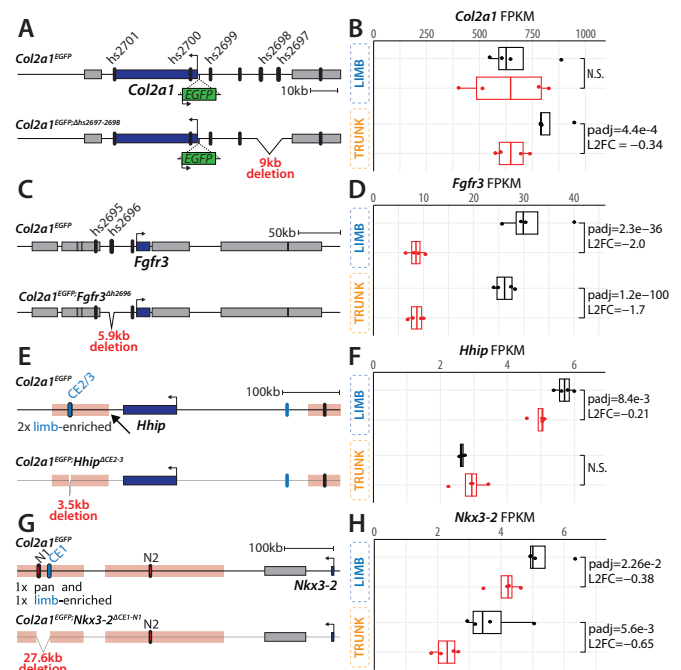 A
Col2a1EGFP
hs2701
hs2700
hs2699
hs2698
hs2697
Col2a1
EGFP
10kb
Col2a1EGFP;Δhs2697-2698
EGFP
9kb
deletion
B
Col2a1 FPKM
0 250 500 750 1000
LIMB
N.S.
TRUNK
padj=4.4e-4
L2FC = −0.34
C
Col2a1EGFP
hs2695
hs2696
50kb
Fgfr3
Col2a1EGFP;Fgfr3Δh2696
5.9kb
deletion
D
Fgfr3 FPKM
0 10 20 30 40
LIMB
padj=2.3e−36
L2FC=−2.0
TRUNK
padj=1.2e−100
L2FC=−1.7
E
Col2a1EGFP
CE2/3
100kb
2x limb-enriched
Hhip
Col2a1EGFP;HhipΔCE2-3
3.5kb
deletion
F
Hhip FPKM
0 2 4 6
LIMB
padj=8.4e-3
L2FC=−0.21
TRUNK
N.S.
G
Col2a1EGFP
N1
CE1
N2
100kb
Nkx3-2
1x pan and
1x limb-enriched
Col2a1EGFP;Nkx3-2ΔCE1-N1
N2
27.6kb
deletion
H
Nkx3-2 FPKM
0 2 4 6
LIMB
padj=2.26e-2
L2FC=−0.38
TRUNK
padj=5.6e-3
L2FC=−0.65